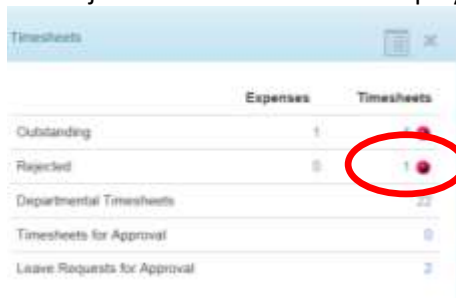 Timesheets
Expenses Timesheets
Outstanding 1
Rejected 0 1
Departmental Timesheets 22
Timesheets for Approval 0
Leave Requests for Approval 2